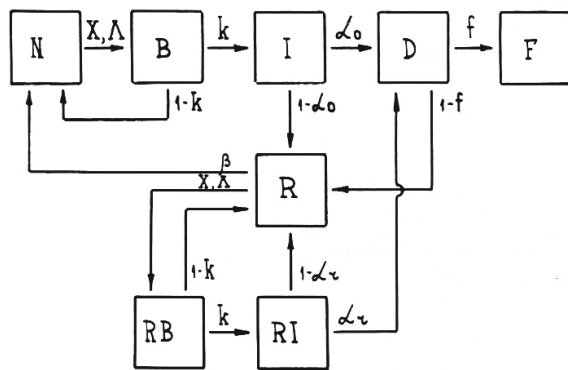 N X,Λ B k I α₀ D f F
1-k 1-α₀ 1-f
β
X,Λ R
1-k 1-αᵣ
RB k RI αᵣ